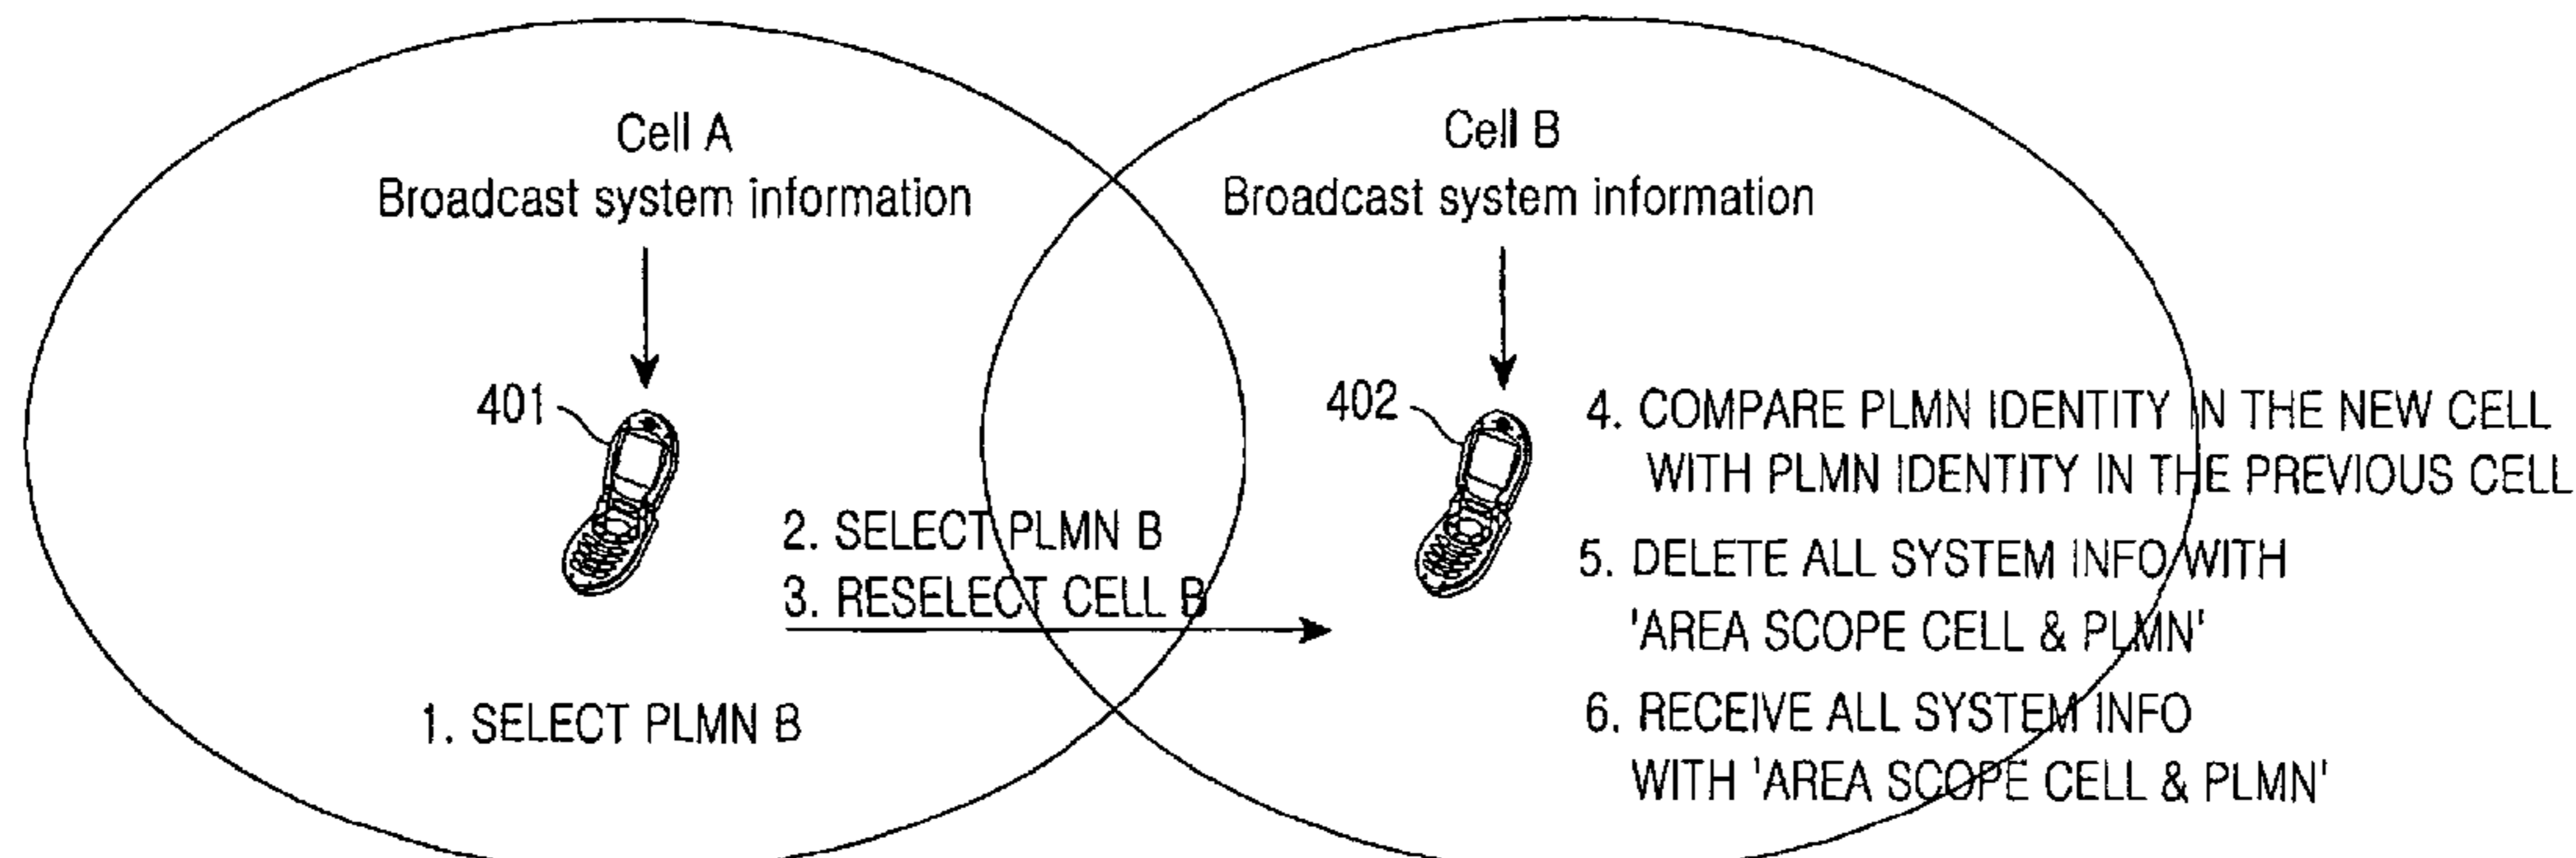 Cell A
Broadcast system information
401
1. SELECT PLMN B
2. SELECT PLMN B
3. RESELECT CELL B
Cell B
Broadcast system information
402
4. COMPARE PLMN IDENTITY IN THE NEW CELL
WITH PLMN IDENTITY IN THE PREVIOUS CELL
5. DELETE ALL SYSTEM INFO WITH
'AREA SCOPE CELL & PLMN'
6. RECEIVE ALL SYSTEM INFO
WITH 'AREA SCOPE CELL & PLMN'